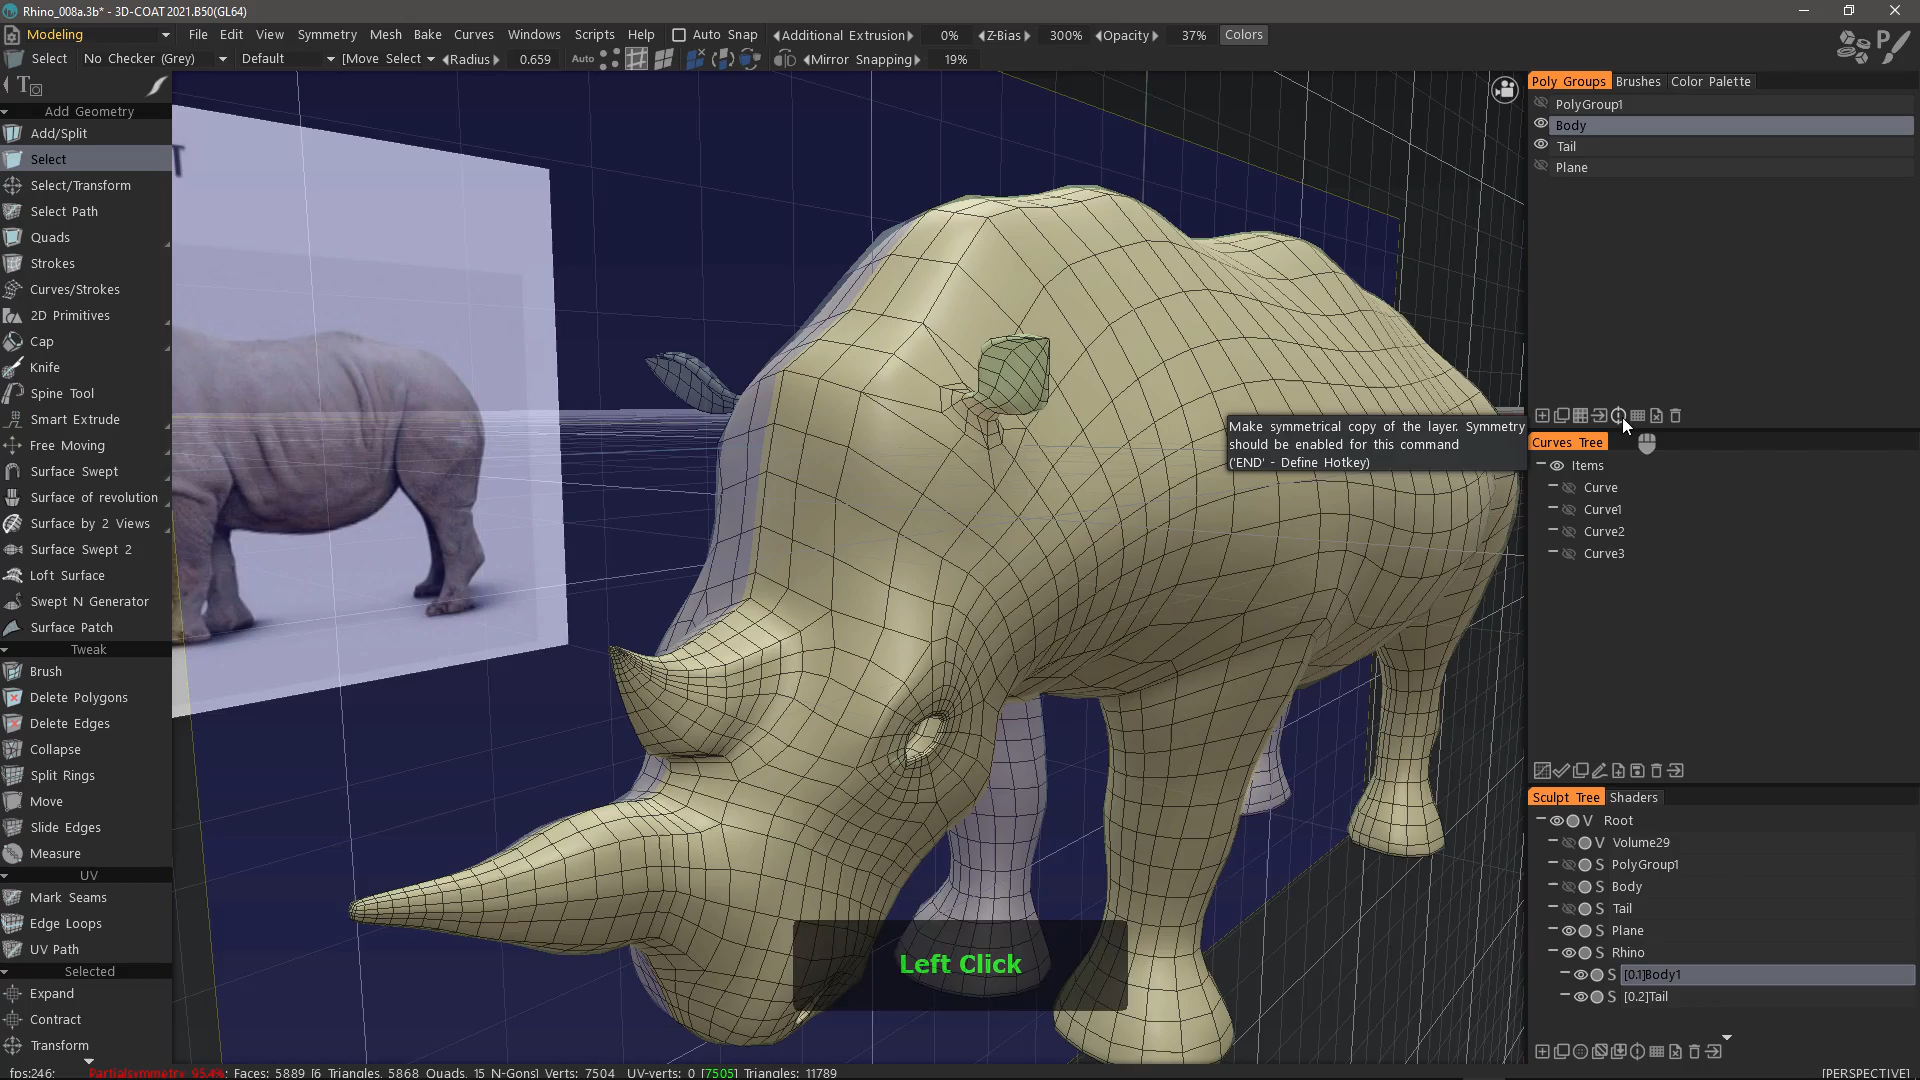 Rhino_008a.3b* - 3D-COAT 2021.B50(GL64)
Modeling File Edit View Symmetry Mesh Bake Curves Windows Scripts Help Auto Snap Additional Extrusion 0% Z-Bias 300% Opacity 37% Colors
Select No Checker (Grey) Default [Move Select Radius 0.659 Auto Mirror Snapping 19%
Add Geometry
Add/Split
Select
Select/Transform
Select Path
Quads
Strokes
Curves/Strokes
2D Primitives
Cap
Knife
Spine Tool
Smart Extrude
Free Moving
Surface Swept
Surface of revolution
Surface by 2 Views
Surface Swept 2
Loft Surface
Swept N Generator
Surface Patch
Tweak
Brush
Delete Polygons
Delete Edges
Collapse
Split Rings
Move
Slide Edges
Measure
UV
Mark Seams
Edge Loops
UV Path
Selected
Expand
Contract
Transform
T
Left Click
Make symmetrical copy of the layer. Symmetry
should be enabled for this command
('END' - Define Hotkey)
Poly Groups Brushes Color Palette
PolyGroup1
Body
Tail
Plane
Curves Tree
Items
Curve
Curve1
Curve2
Curve3
Sculpt Tree Shaders
V Root
V Volume29
S PolyGroup1
S Body
S Tail
S Plane
S Rhino
S [0.1]Body1
S [0.2]Tail
fps:246; Partialsymmetry 95.4%; Faces: 5889 [6 Triangles, 5868 Quads, 15 N-Gons] Verts: 7504 UV-verts: 0 [7505] Triangles: 11789 [PERSPECTIVE]